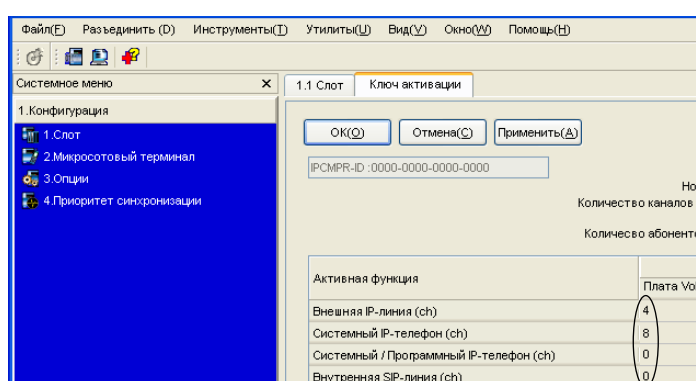 Файл(F) Разъединить (D) Инструменты(T) Утилиты(U) Вид(V) Окно(W) Помощь(H)
Системное меню
1.1 Слот Ключ активации
1.Конфигурация
1.Слот
2.Микросотовый терминал
3.Опции
4.Приоритет синхронизации
OK(O) Отмена(C) Применить(A)
IPCMPR-ID :0000-0000-0000-0000
Но
Количество каналов
Количесво абоненто
Активная функция
Плата Vo
Внешняя IP-линия (ch) 4
Системный IP-телефон (ch) 8
Системный / Программный IP-телефон (ch) 0
Внутренняя SIP-линия (ch) 0